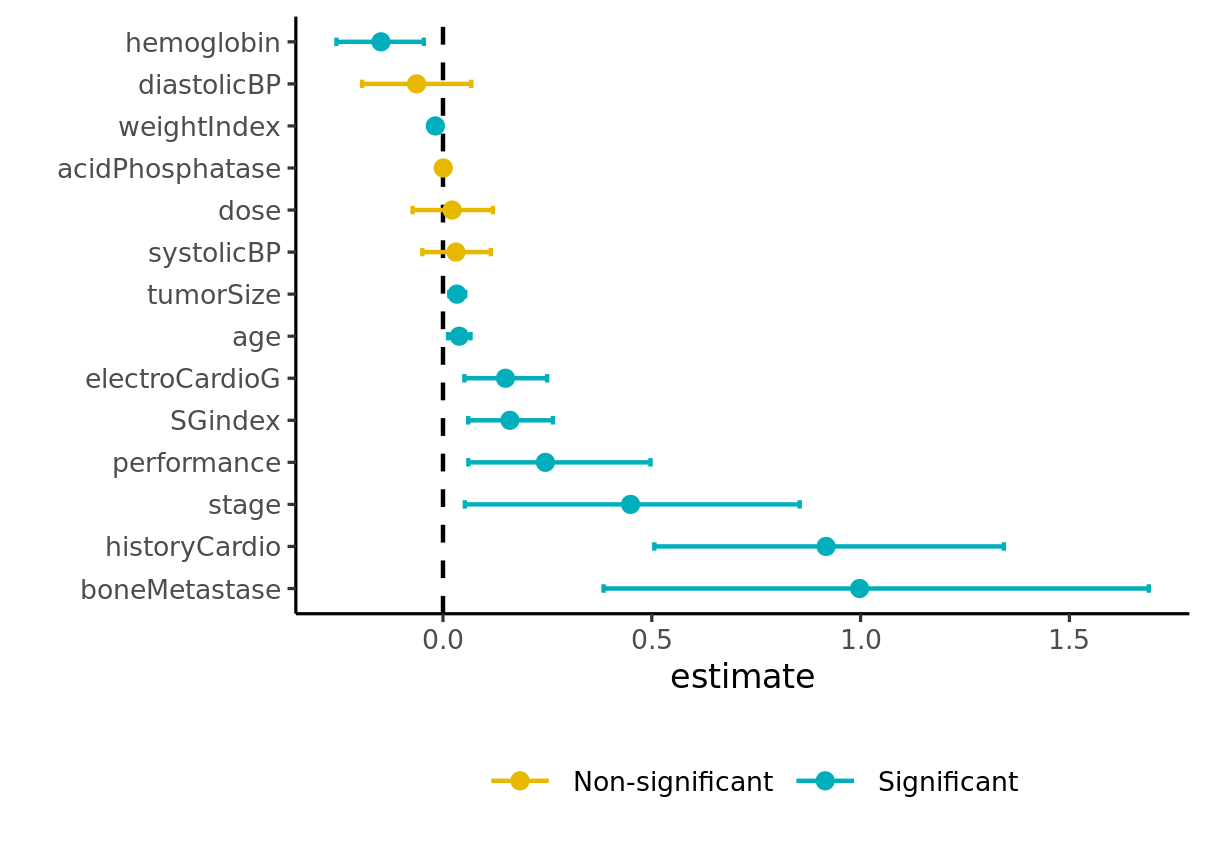 hemoglobin
diastolicBP
weightIndex
acidPhosphatase
dose
systolicBP
tumorSize
age
electroCardioG
SGindex
performance
stage
historyCardio
boneMetastase
0.0 0.5 1.0 1.5
estimate
Non-significant Significant